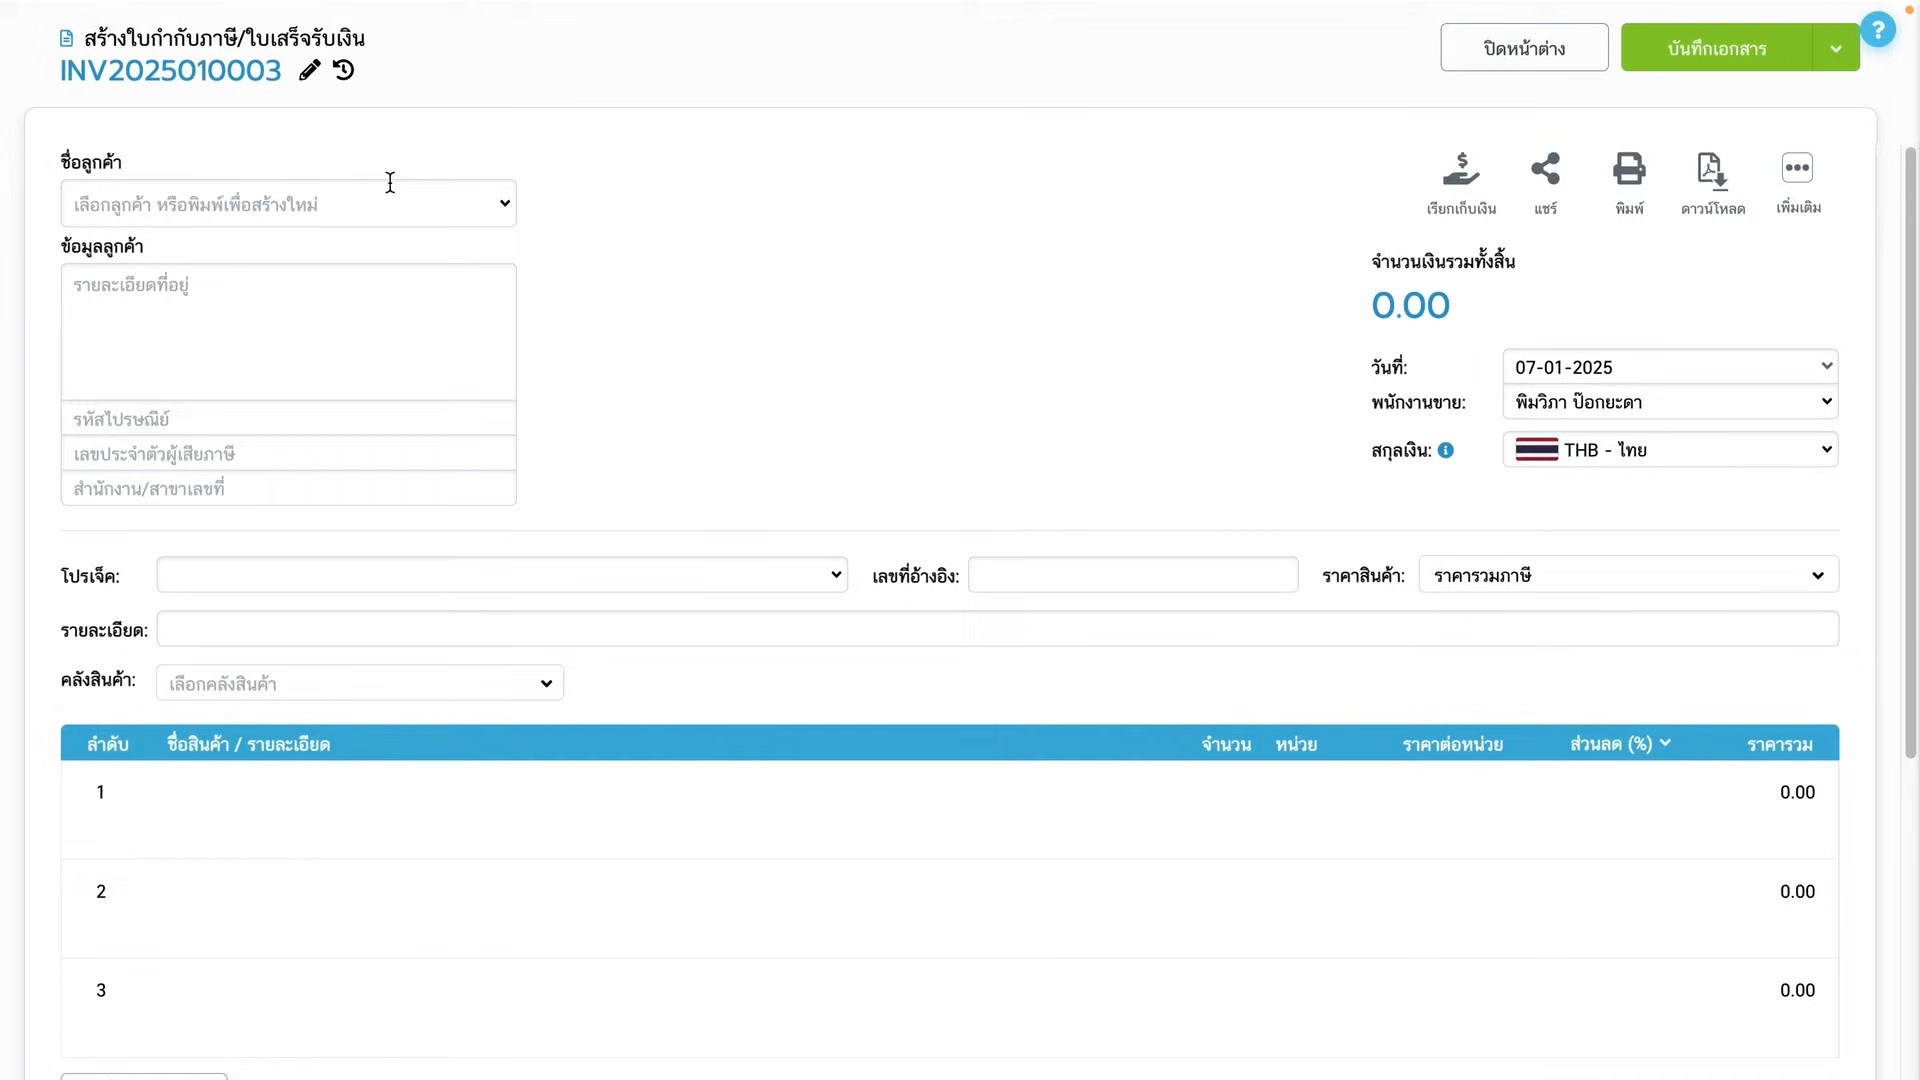 สร้างใบกำกับภาษี/ใบเสร็จรับเงิน
INV2025010003
ปิดหน้าต่าง
บันทึกเอกสาร
?
ชื่อลูกค้า
เลือกลูกค้า หรือพิมพ์เพื่อสร้างใหม่
ข้อมูลลูกค้า
รายละเอียดที่อยู่
รหัสไปรษณีย์
เลขประจำตัวผู้เสียภาษี
สำนักงาน/สาขาเลขที่
เรียกเก็บเงิน แชร์ พิมพ์ ดาวน์โหลด เพิ่มเติม
จำนวนเงินรวมทั้งสิ้น
0.00
วันที่: 07-01-2025
พนักงานขาย: พิมวิภา ป๊อกยะดา
สกุลเงิน: THB - ไทย
โปรเจ็ค: เลขที่อ้างอิง: ราคาสินค้า: ราคารวมภาษี
รายละเอียด:
คลังสินค้า: เลือกคลังสินค้า
ลำดับ ชื่อสินค้า / รายละเอียด จำนวน หน่วย ราคาต่อหน่วย ส่วนลด (%) ราคารวม
1 0.00
2 0.00
3 0.00